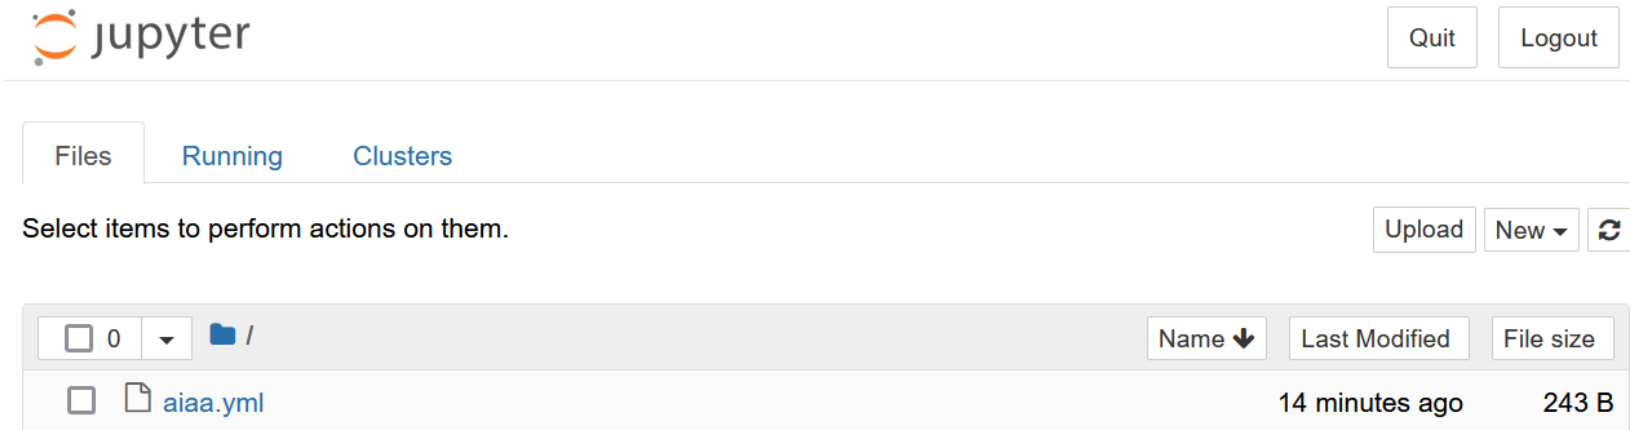 jupyter Quit Logout
Files Running Clusters
Select items to perform actions on them. Upload New
0 / Name Last Modified File size
aiaa.yml 14 minutes ago 243 B